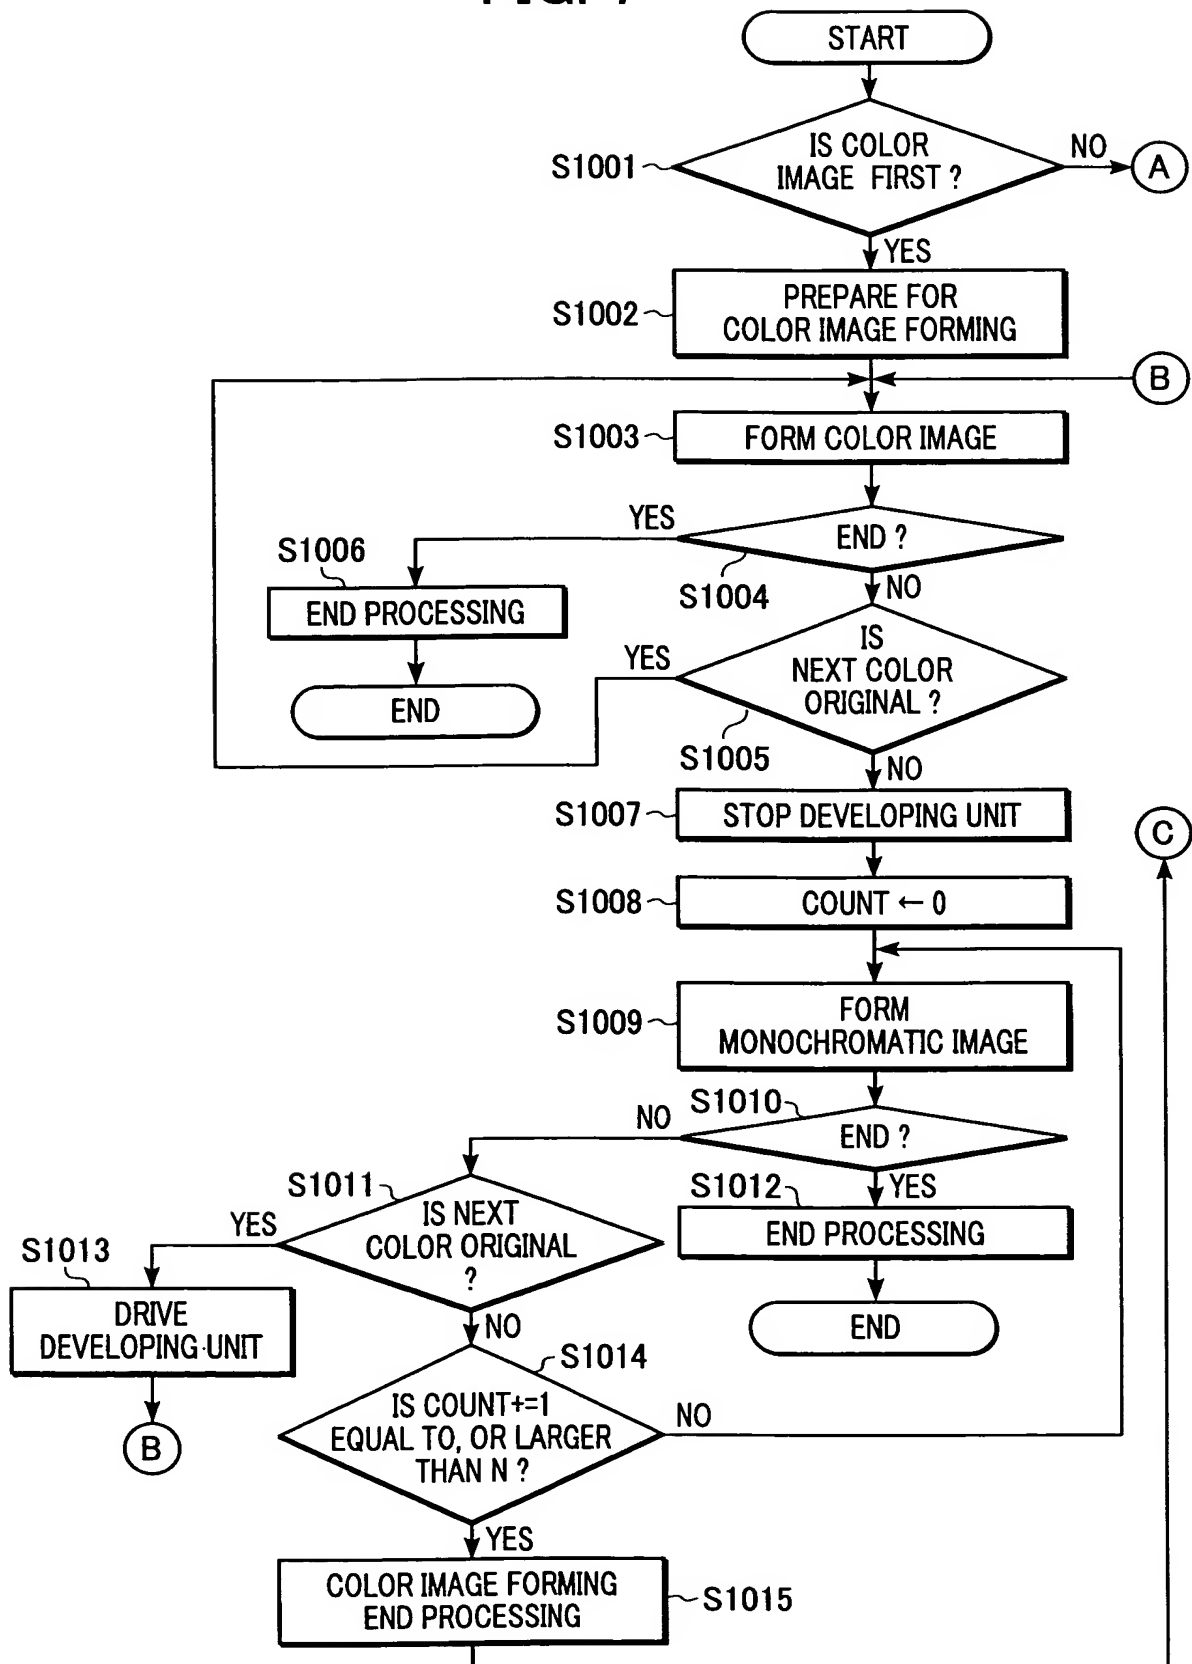 START
IS COLOR
IMAGE FIRST ?
S1001
NO
A
YES
PREPARE FOR
COLOR IMAGE FORMING
S1002
B
FORM COLOR IMAGE
S1003
END ?
YES
S1004
NO
S1006
END PROCESSING
END
IS
NEXT COLOR
ORIGINAL ?
YES
S1005
NO
STOP DEVELOPING UNIT
S1007
C
COUNT ← 0
S1008
FORM
MONOCHROMATIC IMAGE
S1009
S1010
END ?
NO
YES
S1012
END PROCESSING
END
S1011
IS NEXT
COLOR ORIGINAL
?
YES
NO
S1013
DRIVE
DEVELOPING UNIT
B
S1014
IS COUNT+=1
EQUAL TO, OR LARGER
THAN N ?
NO
YES
COLOR IMAGE FORMING
END PROCESSING
S1015